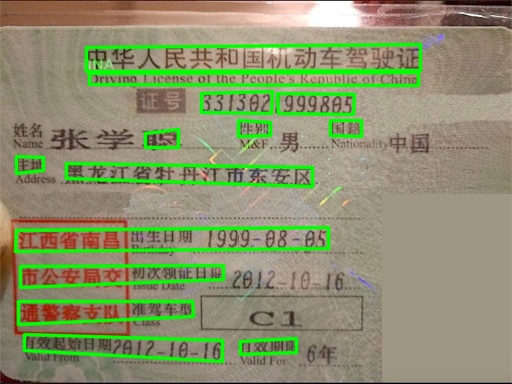 中华人民共和国机动车驾驶证
Driving License of the People's Republic of China
证号 331302 999805
姓名 张学聪 性别 男 国籍 中国
Name M&F Nationality
住址 黑龙江省牡丹江市东安区
Address
江西省南昌 出生日期 1999-08-05
市公安局交 初次领证日期 2012-10-16
Issue Date
通警察支队 准驾车型 C1
Class
有效起始日期 2012-10-16 有效期限 6年
Valid From Valid For